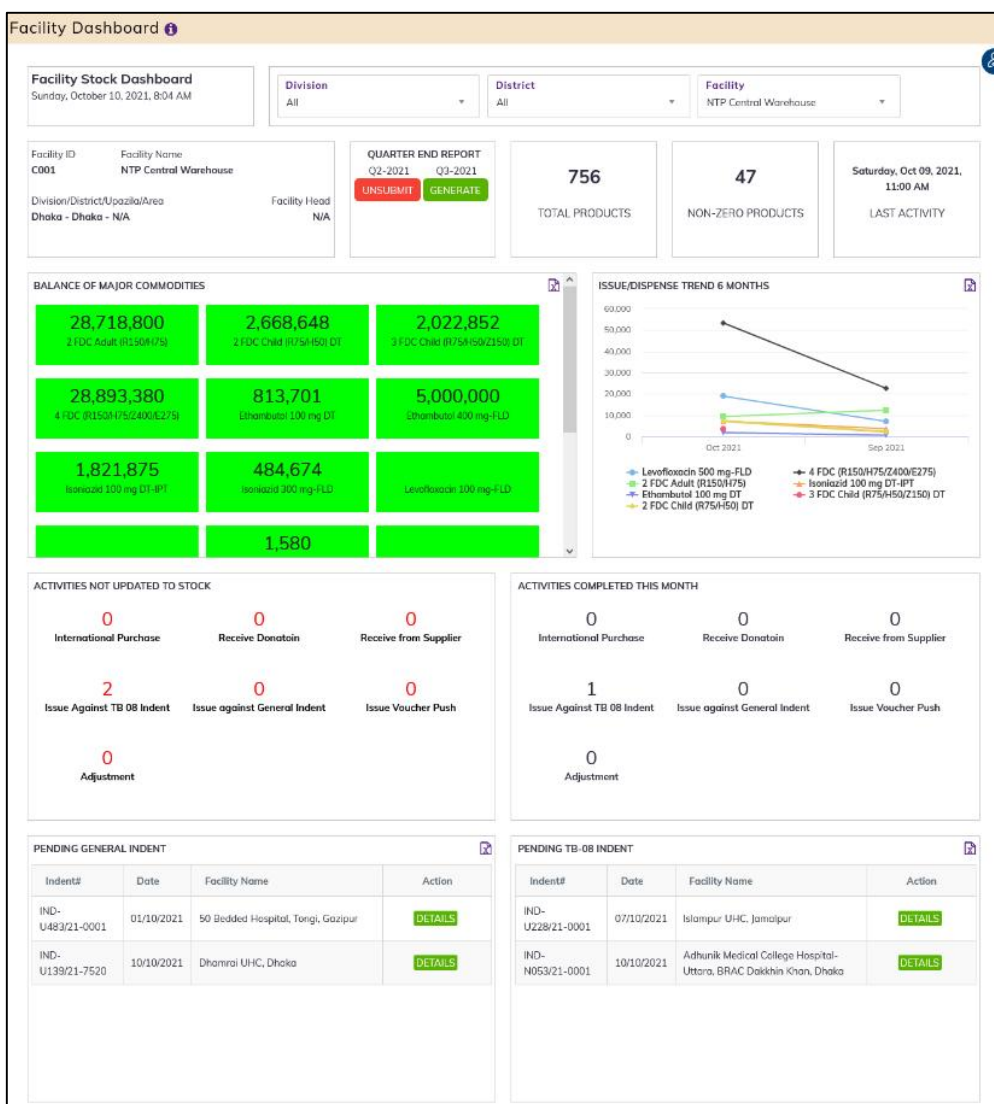 Facility Dashboard
Facility Stock Dashboard
Sunday, October 10, 2021, 8:04 AM
Division
All
District
All
Facility
NTP Central Warehouse
Facility ID
Facility Name
C001
NTP Central Warehouse
Division/District/Upazila/Area
Facility Head
Dhaka - Dhaka - N/A
N/A
QUARTER END REPORT
Q2-2021 Q3-2021
UNSUBMIT GENERATE
756
TOTAL PRODUCTS
47
NON-ZERO PRODUCTS
Saturday, Oct 09, 2021,
11:00 AM
LAST ACTIVITY
BALANCE OF MAJOR COMMODITIES
28,718,800
2 FDC Adult (R150/H75)
2,668,648
2 FDC Child (R75/H50) DT
2,022,852
3 FDC Child (R75/H50/Z150) DT
28,893,380
4 FDC (R150/H75/Z400/E275)
813,701
Ethambutol 100 mg DT
5,000,000
Ethambutol 400 mg-FLD
1,821,875
Isoniazid 100 mg DT-IPT
484,674
Isoniazid 300 mg-FLD
Levofloxacin 100 mg-FLD
1,580
ISSUE/DISPENSE TREND 6 MONTHS
60,000
50,000
40,000
30,000
20,000
10,000
0
Oct 2021
Sep 2021
Levofloxacin 500 mg-FLD
4 FDC (R150/H75/Z400/E275)
2 FDC Adult (R150/H75)
Isoniazid 100 mg DT-IPT
Ethambutol 100 mg DT
3 FDC Child (R75/H50/Z150) DT
2 FDC Child (R75/H50) DT
ACTIVITIES NOT UPDATED TO STOCK
0
International Purchase
0
Receive Donatoin
0
Receive from Supplier
2
Issue Against TB 08 Indent
0
Issue against General Indent
0
Issue Voucher Push
0
Adjustment
ACTIVITIES COMPLETED THIS MONTH
0
International Purchase
0
Receive Donatoin
0
Receive from Supplier
1
Issue Against TB 08 Indent
0
Issue against General Indent
0
Issue Voucher Push
0
Adjustment
PENDING GENERAL INDENT
Indent# Date Facility Name Action
IND-
U483/21-0001
01/10/2021
50 Bedded Hospital, Tongi, Gazipur
DETAILS
IND-
U139/21-7520
10/10/2021
Dhamrai UHC, Dhaka
DETAILS
PENDING TB-08 INDENT
Indent# Date Facility Name Action
IND-
U228/21-0001
07/10/2021
Islampur UHC, Jamalpur
DETAILS
IND-
N053/21-0001
10/10/2021
Adhunik Medical College Hospital-
Uttara, BRAC Dakkhin Khan, Dhaka
DETAILS